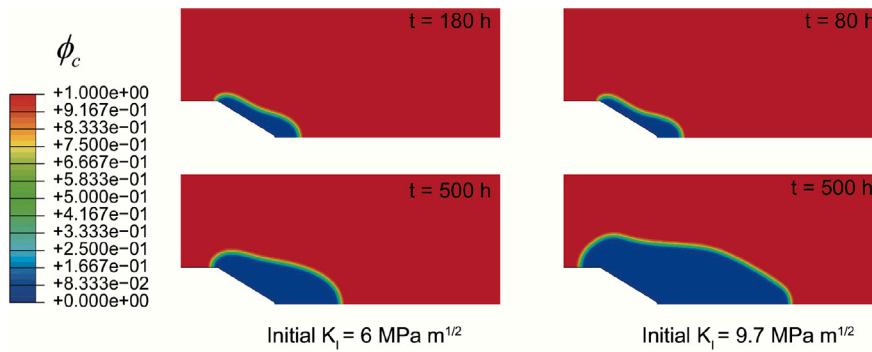 ϕc
+1.000e+00
+9.167e−01
+8.333e−01
+7.500e−01
+6.667e−01
+5.833e−01
+5.000e−01
+4.167e−01
+3.333e−01
+2.500e−01
+1.667e−01
+8.333e−02
+0.000e+00
t = 180 h
t = 80 h
t = 500 h
t = 500 h
Initial KI = 6 MPa m1/2
Initial KI = 9.7 MPa m1/2